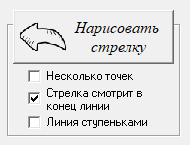 Нарисовать
стрелку
Несколько точек
Стрелка смотрит в
конец линии
Линия ступеньками